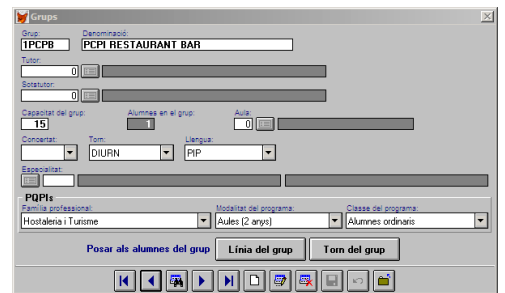 Grups
Grup: Denominació:
1PCPB PCPI RESTAURANT BAR
Tutor:
0
Sotstutor:
0
Capacitat del grup: Alumnes en el grup: Aula:
15 1 0
Concertat: Torn: Llengua:
DIURN PIP
Especialitat:
PQPIs
Família professional: Modalitat del programa: Classe del programa:
Hostaleria i Turisme Aules (2 anys) Alumnes ordinaris
Posar als alumnes del grup Línia del grup Torn del grup